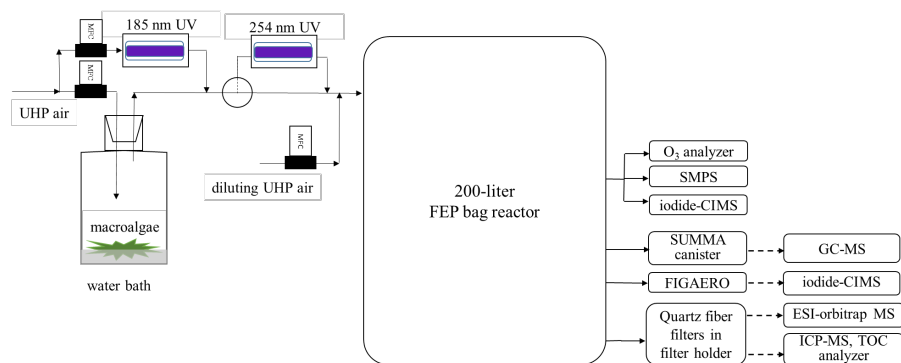 185 nm UV
254 nm UV
MFC
MFC
UHP air
MFC
diluting UHP air
macroalgae
water bath
200-liter
FEP bag reactor
O₃ analyzer
SMPS
iodide-CIMS
SUMMA
canister
GC-MS
FIGAERO
iodide-CIMS
Quartz fiber
filters in
filter holder
ESI-orbitrap MS
ICP-MS, TOC
analyzer